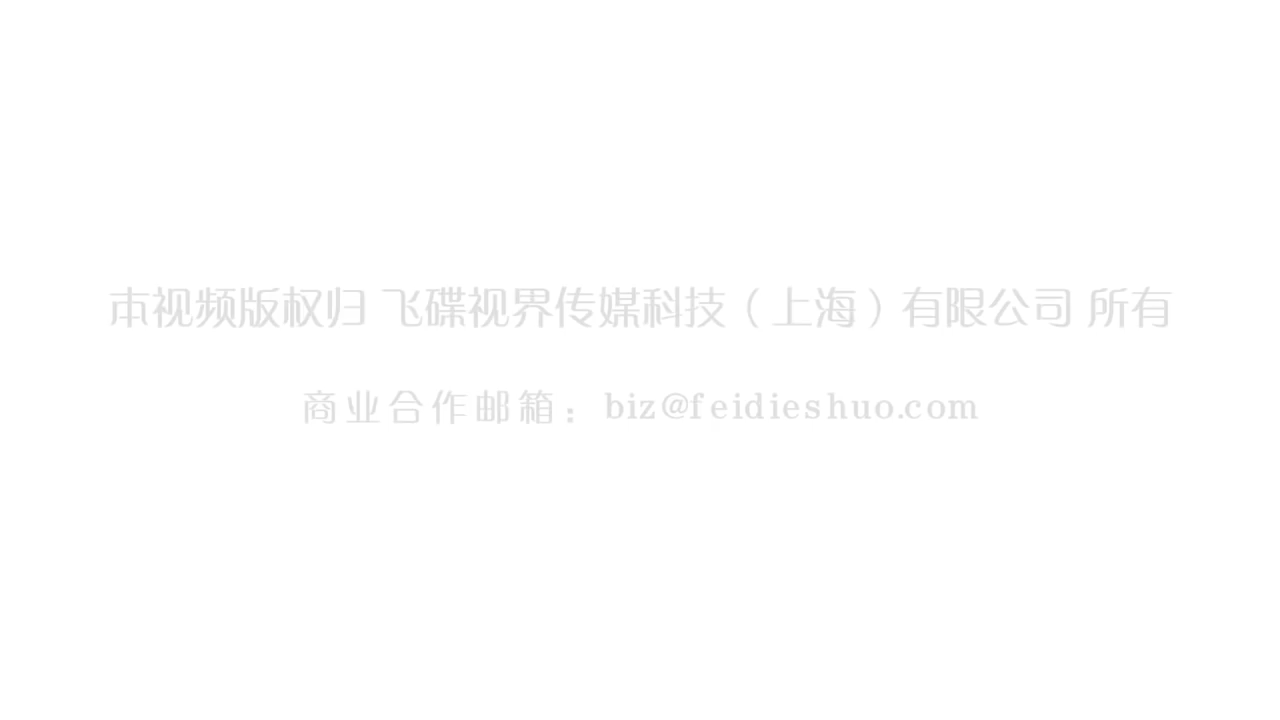 本视频版权归 飞碟视界传媒科技（上海）有限公司 所有
商业合作邮箱：biz@feidieshuo.com